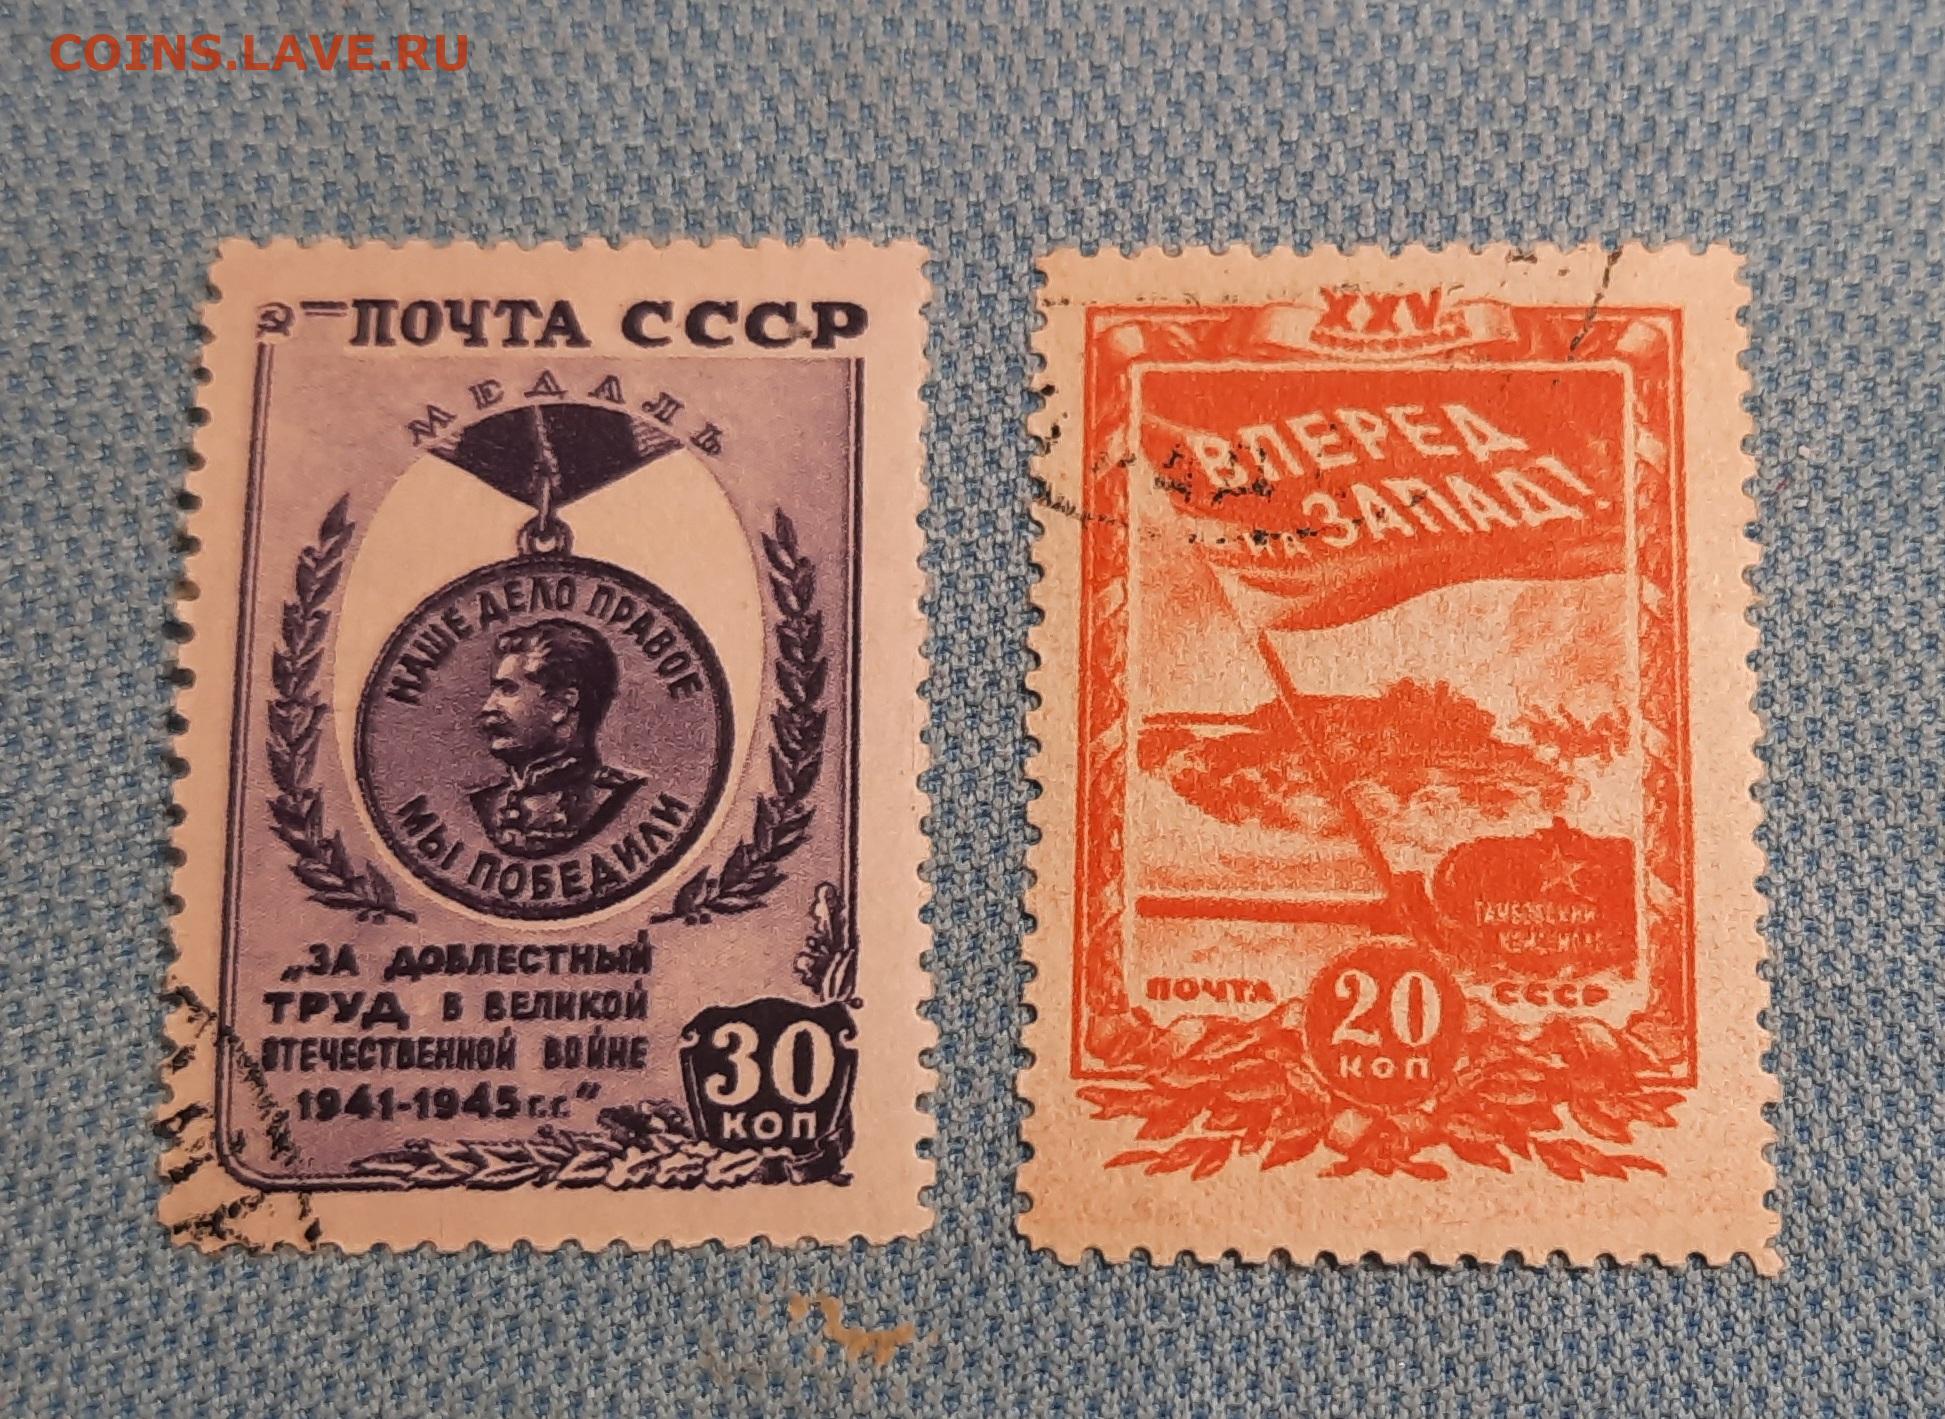 COINS.LAVE.RU
ПОЧТА СССР
МЕДАЛЬ
НАШЕ ДЕЛО ПРАВОЕ
МЫ ПОБЕДИЛИ
„ЗА ДОБЛЕСТНЫЙ
ТРУД В ВЕЛИКОЙ
ОТЕЧЕСТВЕННОЙ ВОЙНЕ
1941-1945 г.г."
30
КОП
XXV
ВПЕРЕД
НА ЗАПАД!
ТАМБОВСКИЙ
ПОЧТА 20 СССР
КОП